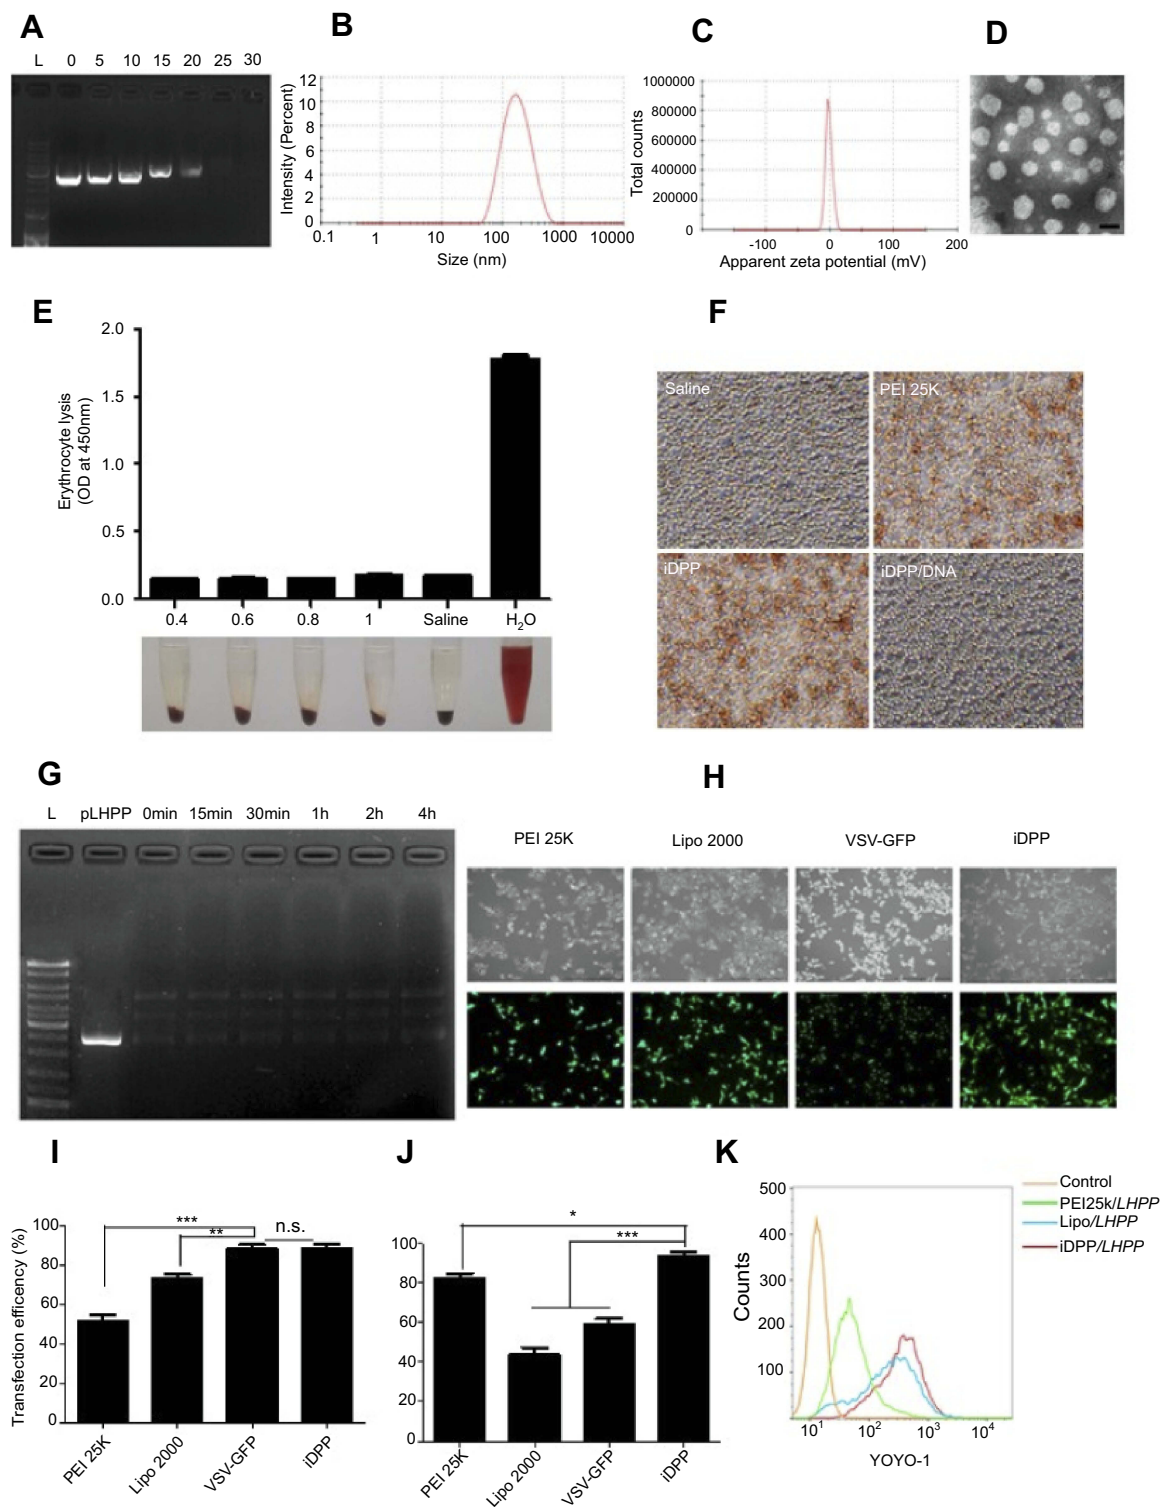 A
L 0 5 10 15 20 25 30
B
12
10
8
6
4
2
0
Intensity (Percent)
0.1 1 10 100 1000 10000
Size (nm)
C
1000000
800000
600000
400000
200000
0
Total counts
-100 0 100 200
Apparent zeta potential (mV)
D
E
2.0
1.5
1.0
0.5
0.0
Erythrocyte lysis
(OD at 450nm)
0.4 0.6 0.8 1 Saline H₂O
F
Saline
PEI 25K
iDPP
iDPP/DNA
G
L pLHPP 0min 15min 30min 1h 2h 4h
H
PEI 25K Lipo 2000 VSV-GFP iDPP
I
100
80
60
40
20
0
Transfection efficency (%)
***
**
n.s.
PEI 25K Lipo 2000 VSV-GFP iDPP
J
100
80
60
40
20
0
*
***
PEI 25K Lipo 2000 VSV-GFP iDPP
K
500
400
300
200
100
Counts
10¹ 10² 10³ 10⁴
YOYO-1
Control
PEI25k/LHPP
Lipo/LHPP
iDPP/LHPP